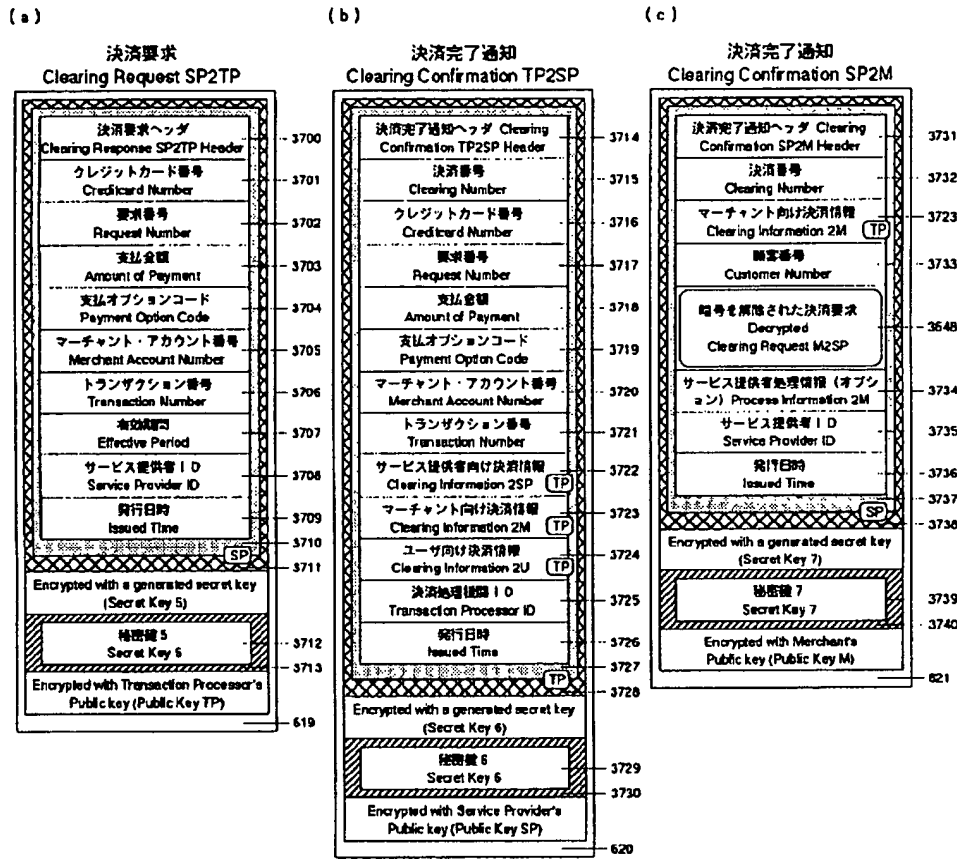 (a)
決済要求
Clearing Request SP2TP
決済要求ヘッダ
Clearing Response SP2TP Header
3700
クレジットカード番号
Creditcard Number
3701
要求番号
Request Number
3702
支払金額
Amount of Payment
3703
支払オプションコード
Payment Option Code
3704
マーチャント・アカウント番号
Merchant Account Number
3705
トランザクション番号
Transaction Number
3706
有効期間
Effective Period
3707
サービス提供者ID
Service Provider ID
3708
発行日時
Issued Time
3709
3710
SP
3711
Encrypted with a generated secret key
(Secret Key 5)
秘密鍵5
Secret Key 6
3712
3713
Encrypted with Transaction Processor's
Public key (Public Key TP)
619
(b)
決済完了通知
Clearing Confirmation TP2SP
決済完了通知ヘッダ Clearing
Confirmation TP2SP Header
3714
決済番号
Clearing Number
3715
クレジットカード番号
Creditcard Number
3716
要求番号
Request Number
3717
支払金額
Amount of Payment
3718
支払オプションコード
Payment Option Code
3719
マーチャント・アカウント番号
Merchant Account Number
3720
トランザクション番号
Transaction Number
3721
サービス提供者向け決済情報
Clearing Information 2SP
TP
3722
マーチャント向け決済情報
Clearing Information 2M
TP
3723
ユーザ向け決済情報
Clearing Information 2U
TP
3724
決済処理機関ID
Transaction Processor ID
3725
発行日時
Issued Time
3726
3727
TP
3728
Encrypted with a generated secret key
(Secret Key 6)
秘密鍵6
Secret Key 6
3729
3730
Encrypted with Service Provider's
Public key (Public Key SP)
620
(c)
決済完了通知
Clearing Confirmation SP2M
決済完了通知ヘッダ Clearing
Confirmation SP2M Header
3731
決済番号
Clearing Number
3732
マーチャント向け決済情報
Clearing Information 2M
TP
3723
顧客番号
Customer Number
3733
暗号を解除された決済要求
Decrypted
Clearing Request M2SP
3648
サービス提供者処理情報(オプショ
ン) Process Information 2M
3734
サービス提供者ID
Service Provider ID
3735
発行日時
Issued Time
3736
3737
SP
3738
Encrypted with a generated secret key
(Secret Key 7)
秘密鍵7
Secret Key 7
3739
3740
Encrypted with Merchant's
Public key (Public Key M)
621